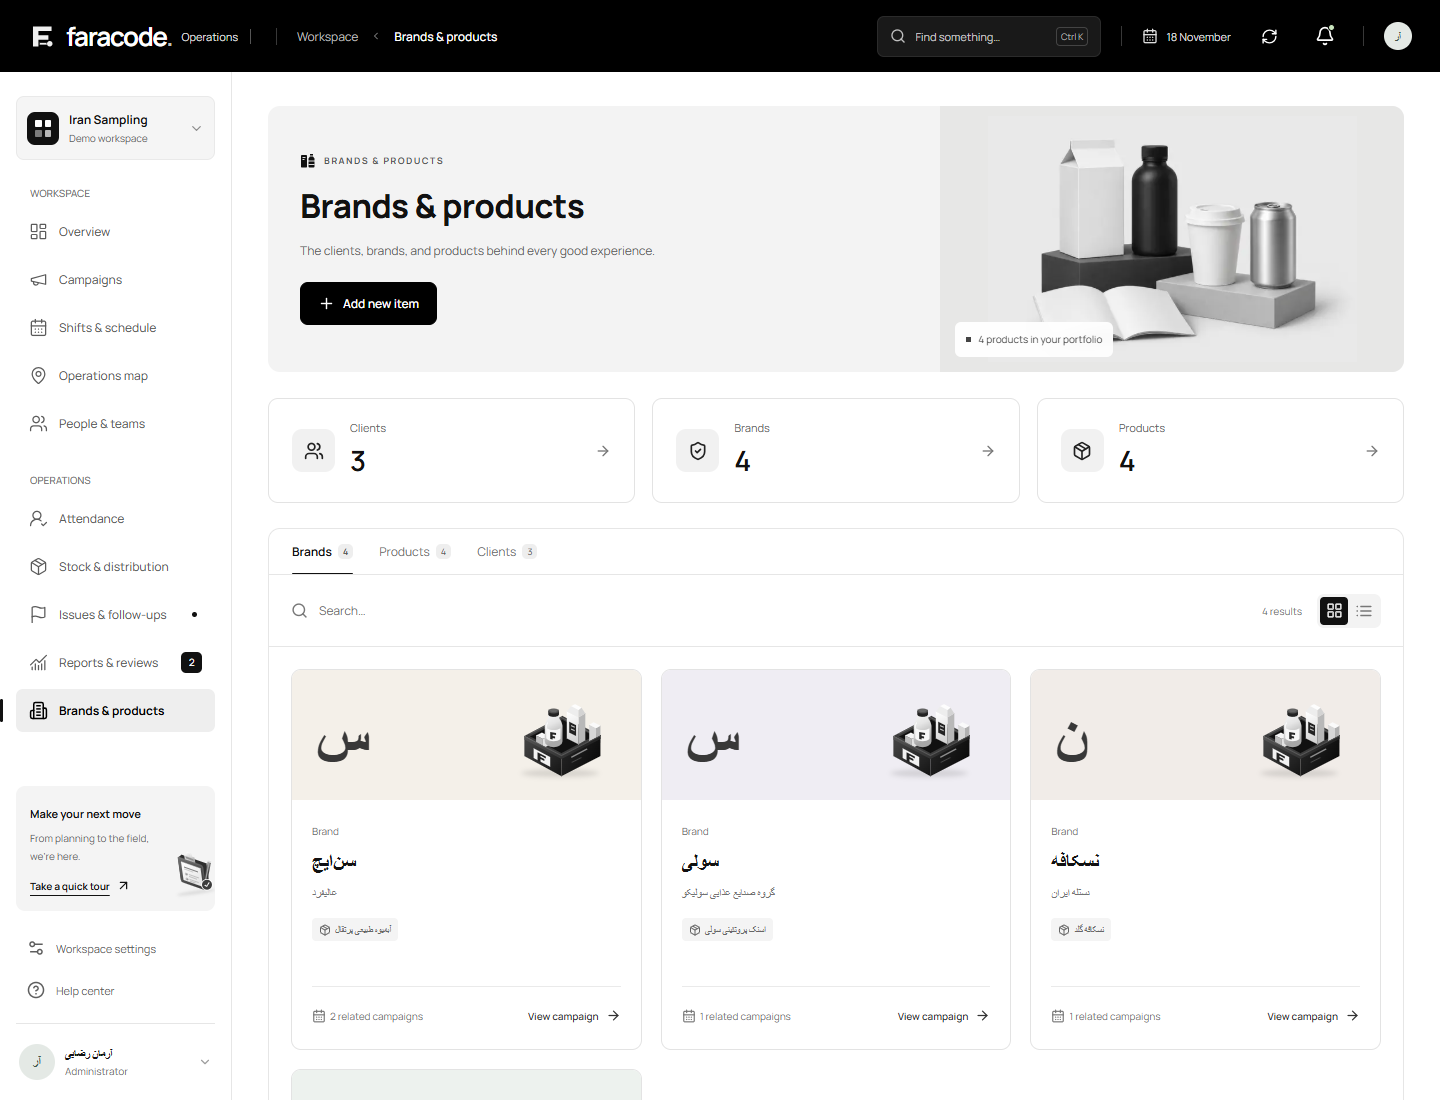 faracode. Operations
Workspace
Brands & products
Find something...
Ctrl K
18 November
آر
Iran Sampling
Demo workspace
WORKSPACE
Overview
Campaigns
Shifts & schedule
Operations map
People & teams
OPERATIONS
Attendance
Stock & distribution
Issues & follow-ups
Reports & reviews
2
Brands & products
Make your next move
From planning to the field,
we're here.
Take a quick tour
Workspace settings
Help center
آر
آرمان رضایی
Administrator
BRANDS & PRODUCTS
Brands & products
The clients, brands, and products behind every good experience.
Add new item
4 products in your portfolio
Clients
3
Brands
4
Products
4
Brands 4
Products 4
Clients 3
Search...
4 results
س
Brand
سن‌ایچ
عالیفرد
آبمیوه طبیعی پرتقال
2 related campaigns
View campaign
س
Brand
سولی
گروه صنایع غذایی سولیکو
اسنک پروتئینی سولی
1 related campaigns
View campaign
ن
Brand
نسکافه
نستله ایران
نسکافه گلد
1 related campaigns
View campaign